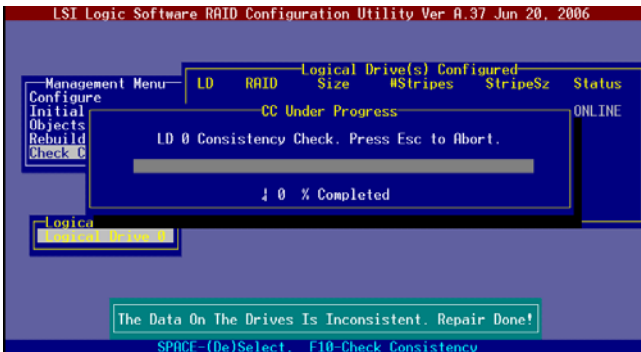 LSI Logic Software RAID Configuration Utility Ver A.37 Jun 20, 2006
Logical Drive(s) Configured
LD RAID Size #Stripes StripeSz Status
ONLINE
Management Menu
Configure
Initial
Objects
Rebuild
Check C
CC Under Progress
LD 0 Consistency Check. Press Esc to Abort.
0 % Completed
Logica
Logical Drive 0
The Data On The Drives Is Inconsistent. Repair Done!
SPACE-(De)Select, F10-Check Consistency